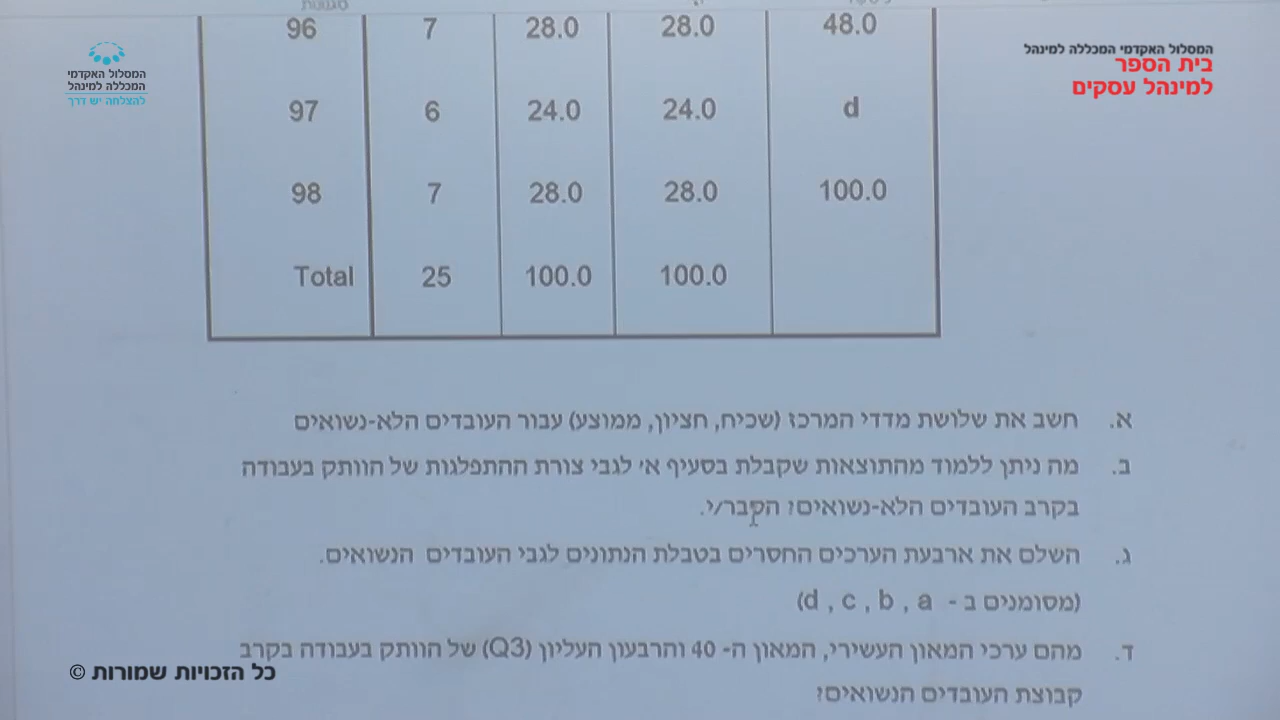 המסלול האקדמי
המכללה למינהל
להצלחה יש דרך
המסלול האקדמי המכללה למינהל
בית הספר
למינהל עסקים
96 7 28.0 28.0 48.0
97 6 24.0 24.0 d
98 7 28.0 28.0 100.0
Total 25 100.0 100.0
א. חשב את שלושת מדדי המרכז (שכיח, חציון, ממוצע) עבור העובדים הלא-נשואים
ב. מה ניתן ללמוד מהתוצאות שקבלת בסעיף א' לגבי צורת ההתפלגות של הוותק בעבודה
בקרב העובדים הלא-נשואים? הסבר/י.
ג. השלם את ארבעת הערכים החסרים בטבלת הנתונים לגבי העובדים הנשואים.
(מסומנים ב - a , b , c , d)
ד. מהם ערכי המאון העשירי, המאון ה- 40 והרבעון העליון (Q3) של הוותק בעבודה בקרב
קבוצת העובדים הנשואים?
כל הזכויות שמורות ©